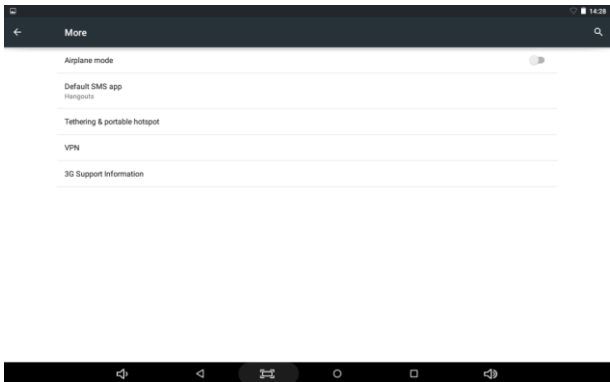 14:28
More
Airplane mode
Default SMS app
Hangouts
Tethering & portable hotspot
VPN
3G Support Information